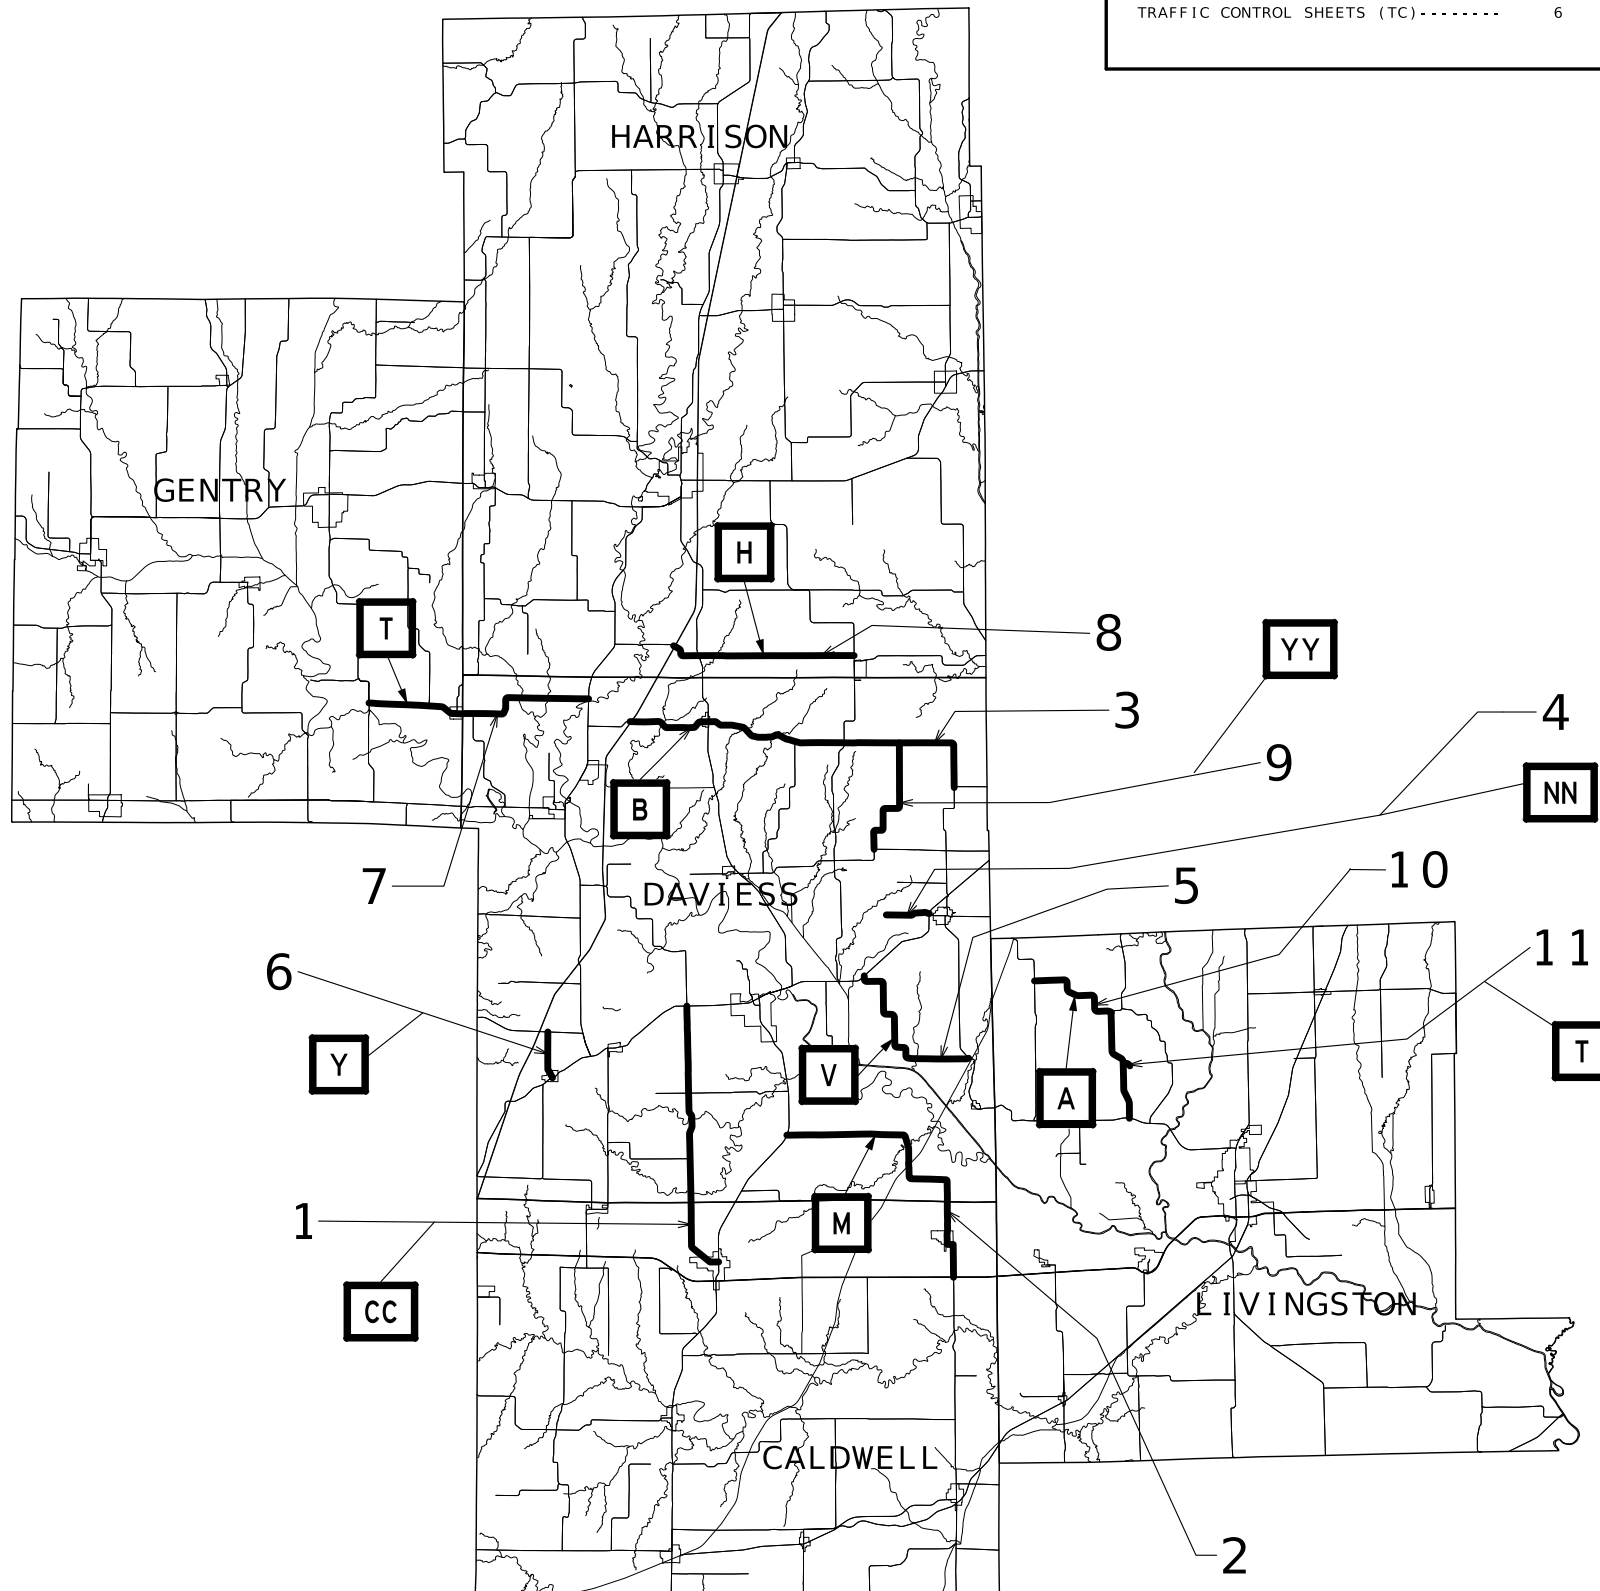 TRAFFIC CONTROL SHEETS (TC)-------- 6
HARRISON
GENTRY
H
T
8
YY
3
4
9
NN
B
7
DAVIESS
10
5
11
6
Y
V
A
T
1
M
CC
LIVINGSTON
CALDWELL
2